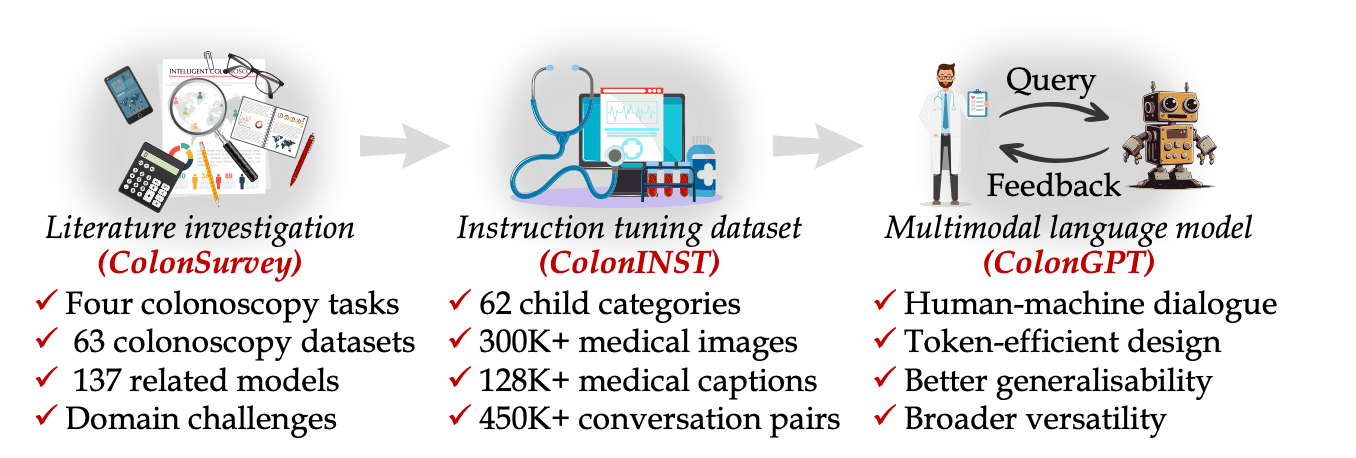 INTELLIGENT COLONOSCOPY
Query
Feedback
Literature investigation
(ColonSurvey)
Four colonoscopy tasks
63 colonoscopy datasets
137 related models
Domain challenges
Instruction tuning dataset
(ColonINST)
62 child categories
300K+ medical images
128K+ medical captions
450K+ conversation pairs
Multimodal language model
(ColonGPT)
Human-machine dialogue
Token-efficient design
Better generalisability
Broader versatility